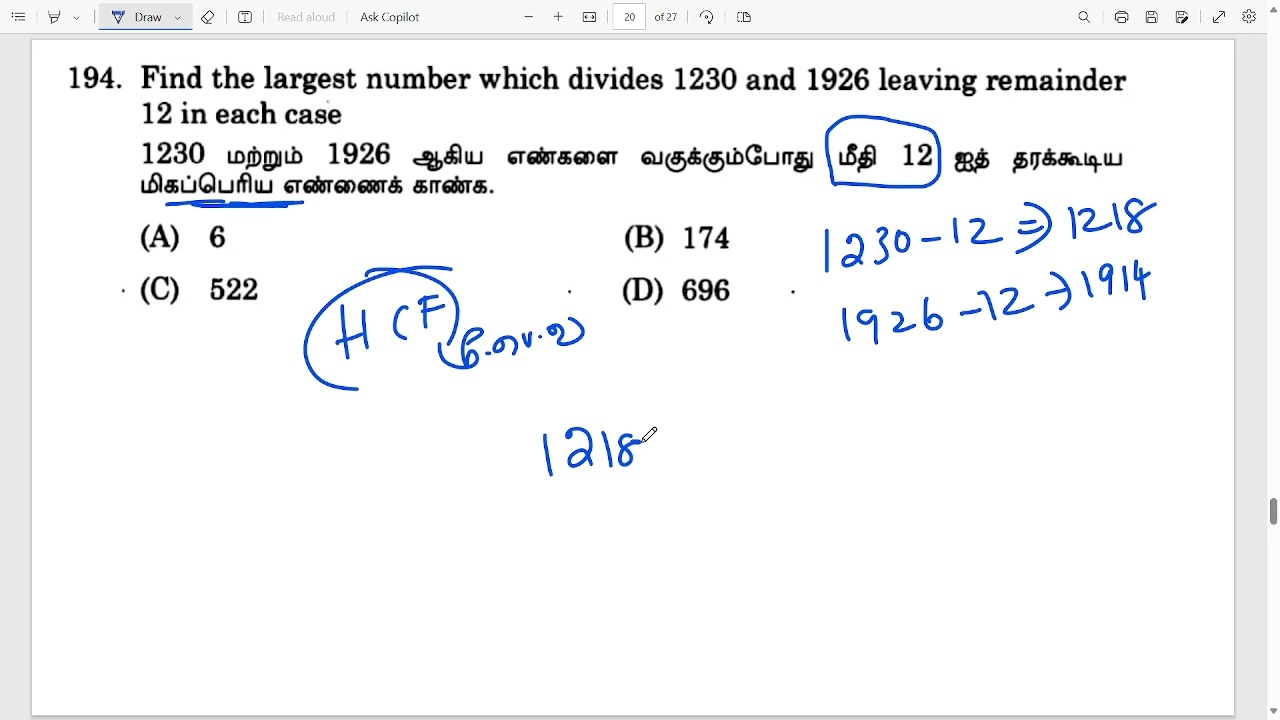 Draw
Read aloud
Ask Copilot
20
of 27
194. Find the largest number which divides 1230 and 1926 leaving remainder
12 in each case
1230 மற்றும் 1926 ஆகிய எண்களை வகுக்கும்போது மீதி 12 ஐத் தரக்கூடிய
மிகப்பெரிய எண்ணைக் காண்க.
(A) 6
(B) 174
(C) 522
(D) 696
1230 - 12 ⇒ 1218
1926 - 12 → 1914
HCF
1218